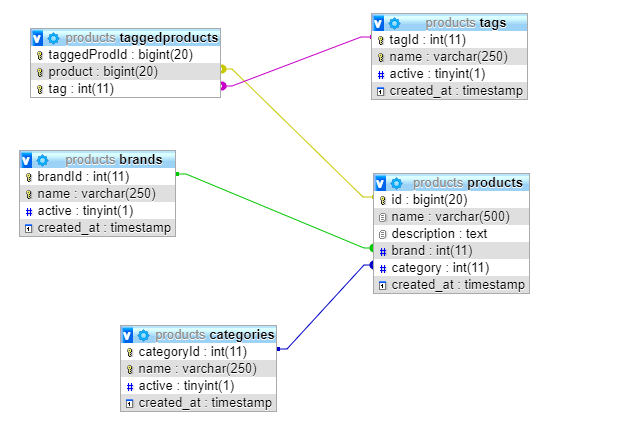 products taggedproducts
taggedProdId : bigint(20)
product : bigint(20)
tag : int(11)
products tags
tagId : int(11)
name : varchar(250)
active : tinyint(1)
created_at : timestamp
products brands
brandId : int(11)
name : varchar(250)
active : tinyint(1)
created_at : timestamp
products products
id : bigint(20)
name : varchar(500)
description : text
brand : int(11)
category : int(11)
created_at : timestamp
products categories
categoryId : int(11)
name : varchar(250)
active : tinyint(1)
created_at : timestamp